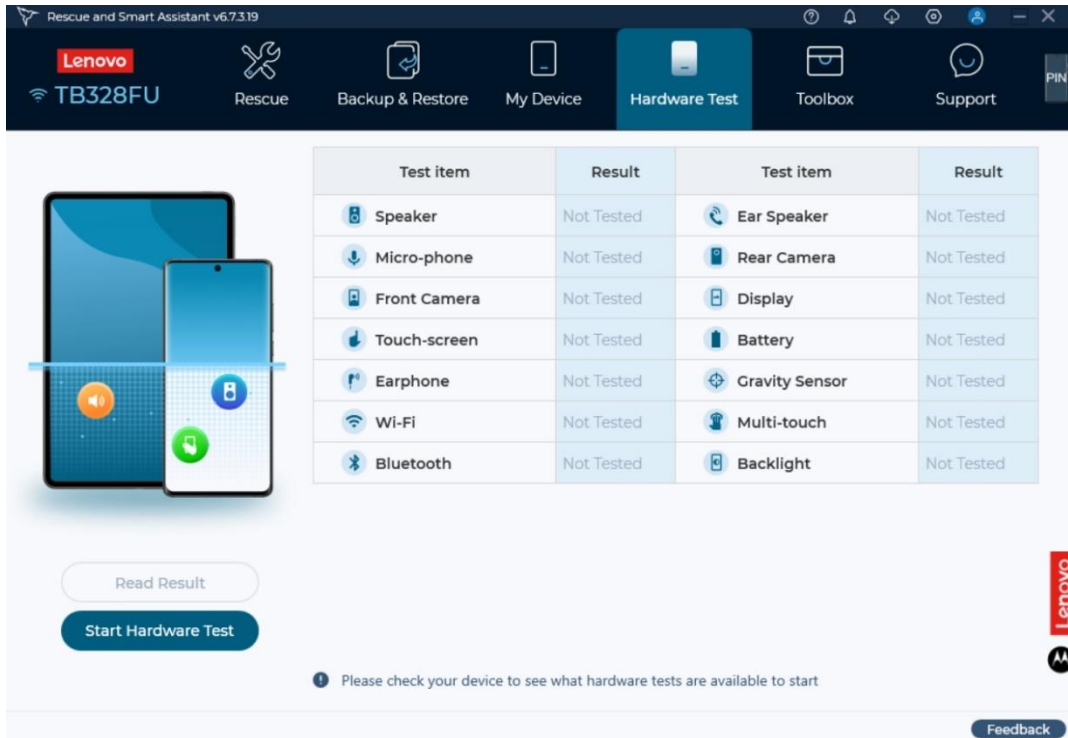 Rescue and Smart Assistant v6.7.3.19
Lenovo
TB328FU
Rescue
Backup & Restore
My Device
Hardware Test
Toolbox
Support
PIN
Test item Result Test item Result
Speaker Not Tested Ear Speaker Not Tested
Micro-phone Not Tested Rear Camera Not Tested
Front Camera Not Tested Display Not Tested
Touch-screen Not Tested Battery Not Tested
Earphone Not Tested Gravity Sensor Not Tested
Wi-Fi Not Tested Multi-touch Not Tested
Bluetooth Not Tested Backlight Not Tested
Read Result
Start Hardware Test
Lenovo
Please check your device to see what hardware tests are available to start
Feedback